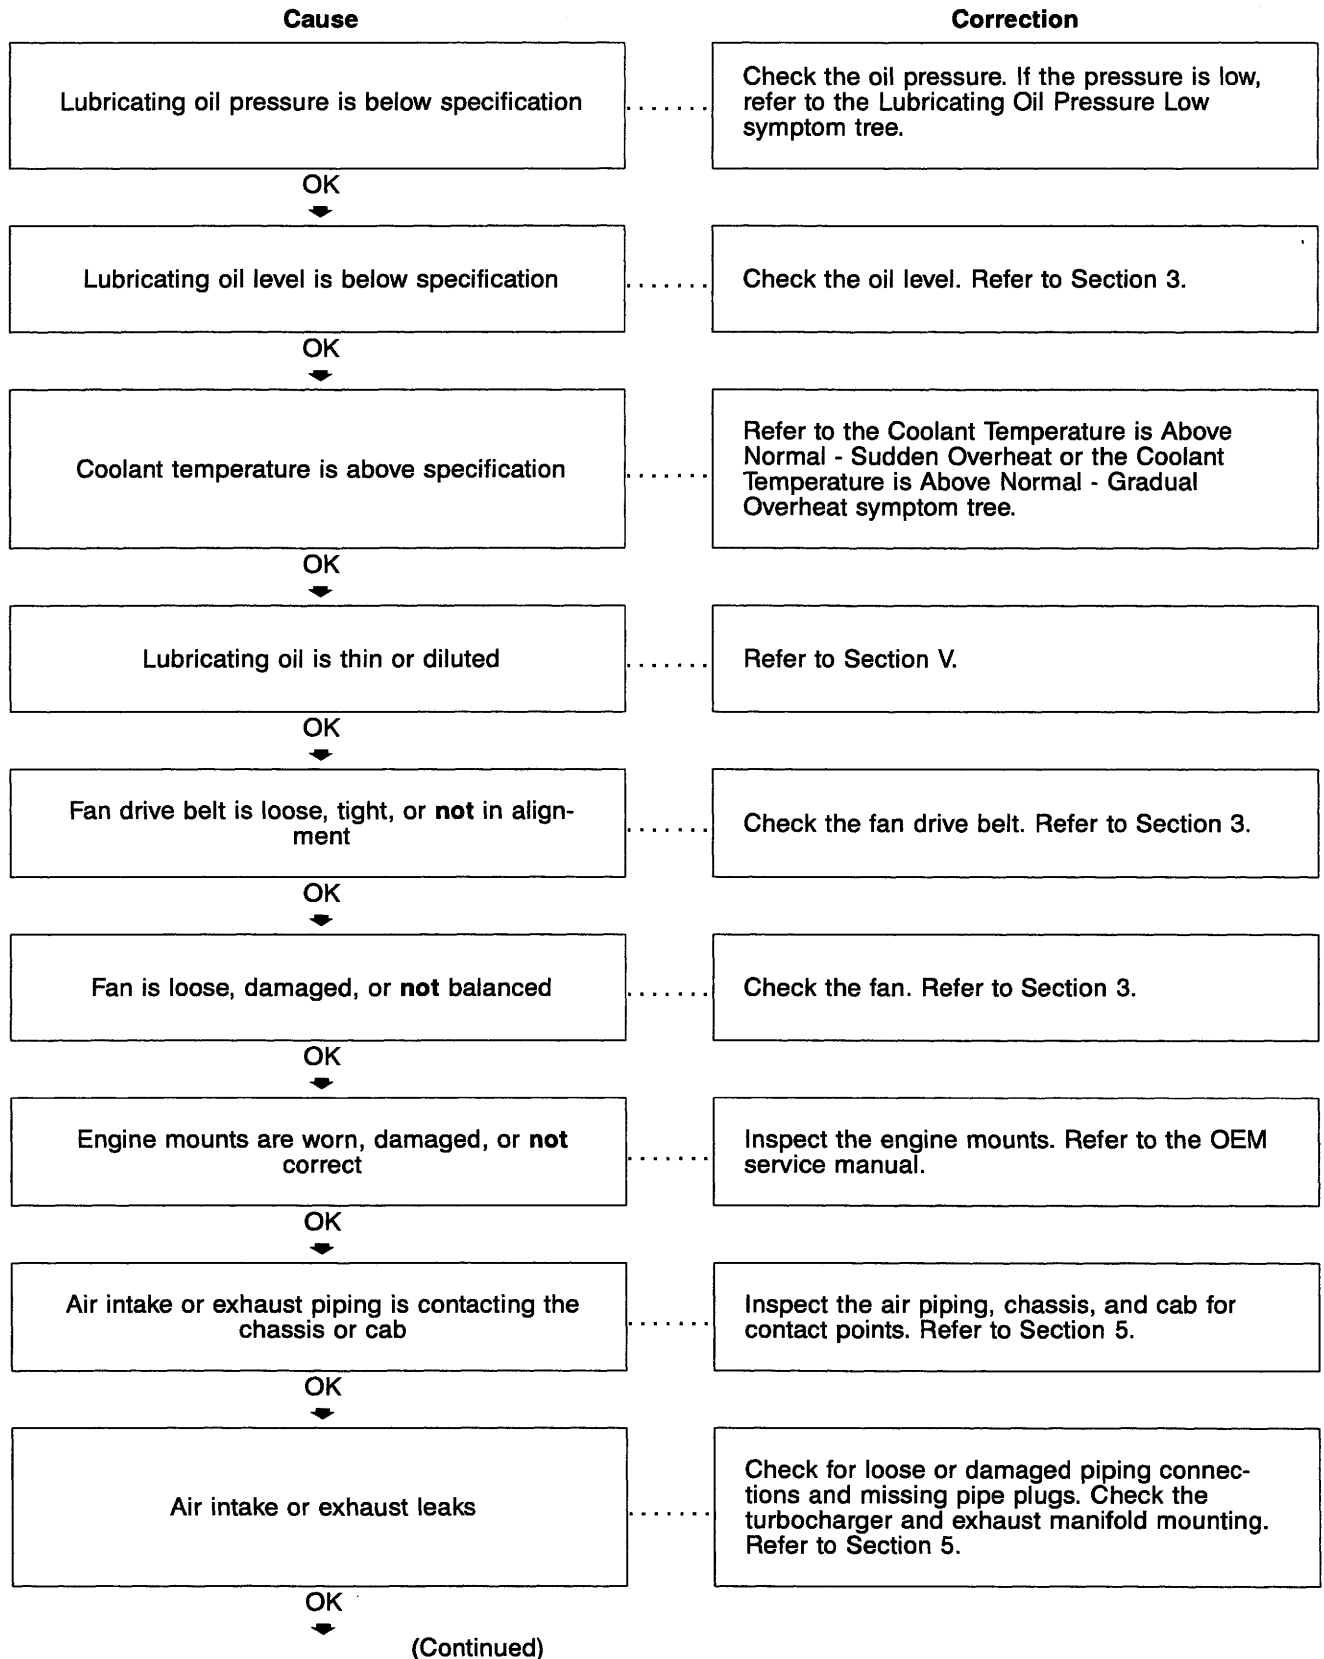 Cause
Correction
Lubricating oil pressure is below specification
.......
Check the oil pressure. If the pressure is low,
refer to the Lubricating Oil Pressure Low
symptom tree.
OK
Lubricating oil level is below specification
.......
Check the oil level. Refer to Section 3.
OK
Coolant temperature is above specification
.......
Refer to the Coolant Temperature is Above
Normal - Sudden Overheat or the Coolant
Temperature is Above Normal - Gradual
Overheat symptom tree.
OK
Lubricating oil is thin or diluted
.......
Refer to Section V.
OK
Fan drive belt is loose, tight, or not in align-
ment
.......
Check the fan drive belt. Refer to Section 3.
OK
Fan is loose, damaged, or not balanced
.......
Check the fan. Refer to Section 3.
OK
Engine mounts are worn, damaged, or not
correct
.......
Inspect the engine mounts. Refer to the OEM
service manual.
OK
Air intake or exhaust piping is contacting the
chassis or cab
.......
Inspect the air piping, chassis, and cab for
contact points. Refer to Section 5.
OK
Air intake or exhaust leaks
.......
Check for loose or damaged piping connec-
tions and missing pipe plugs. Check the
turbocharger and exhaust manifold mounting.
Refer to Section 5.
OK
(Continued)